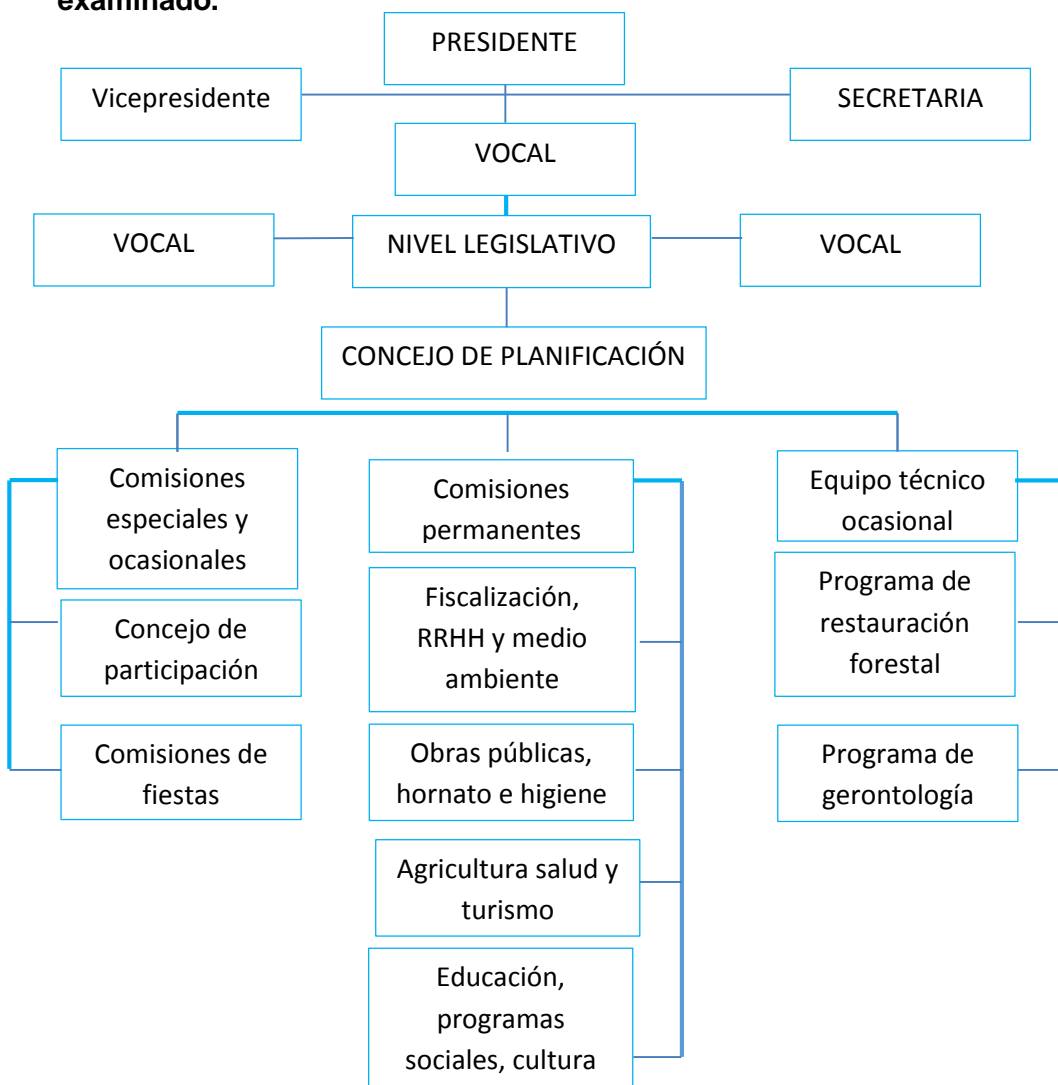 examinado.
PRESIDENTE
Vicepresidente
SECRETARIA
VOCAL
VOCAL
NIVEL LEGISLATIVO
VOCAL
CONCEJO DE PLANIFICACIÓN
Comisiones
especiales y
ocasionales
Concejo de
participación
Comisiones de
fiestas
Comisiones
permanentes
Fiscalización,
RRHH y medio
ambiente
Obras públicas,
hornato e higiene
Agricultura salud y
turismo
Educación,
programas
sociales, cultura
Equipo técnico
ocasional
Programa de
restauración
forestal
Programa de
gerontología